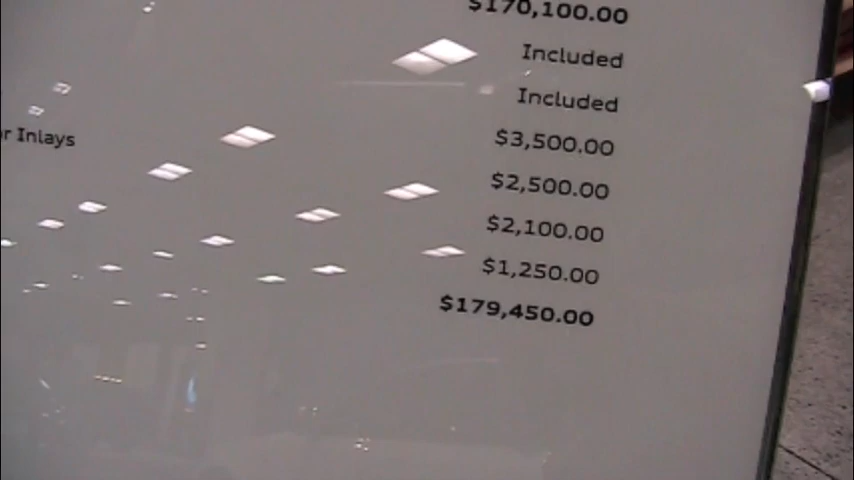 $170,100.00
Included
Included
or Inlays $3,500.00
$2,500.00
$2,100.00
$1,250.00
$179,450.00